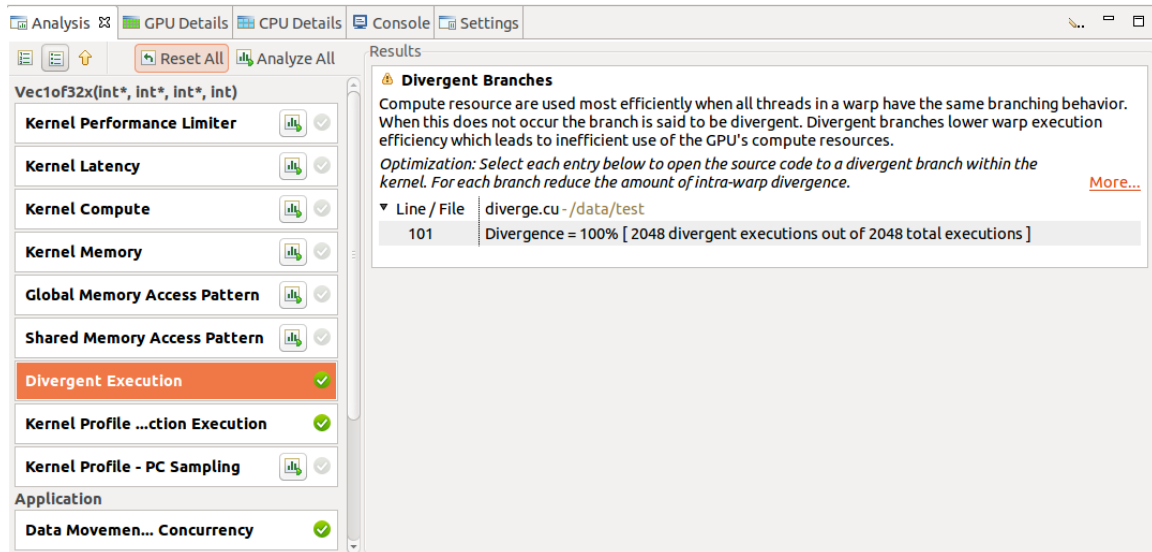 Analysis GPU Details CPU Details Console Settings
Reset All Analyze All
Vec1of32x(int*, int*, int*, int)
Kernel Performance Limiter
Kernel Latency
Kernel Compute
Kernel Memory
Global Memory Access Pattern
Shared Memory Access Pattern
Divergent Execution
Kernel Profile ...ction Execution
Kernel Profile - PC Sampling
Application
Data Movemen... Concurrency
Results
Divergent Branches
Compute resource are used most efficiently when all threads in a warp have the same branching behavior.
When this does not occur the branch is said to be divergent. Divergent branches lower warp execution
efficiency which leads to inefficient use of the GPU's compute resources.
Optimization: Select each entry below to open the source code to a divergent branch within the
kernel. For each branch reduce the amount of intra-warp divergence. More...
Line / File diverge.cu - /data/test
101 Divergence = 100% [ 2048 divergent executions out of 2048 total executions ]